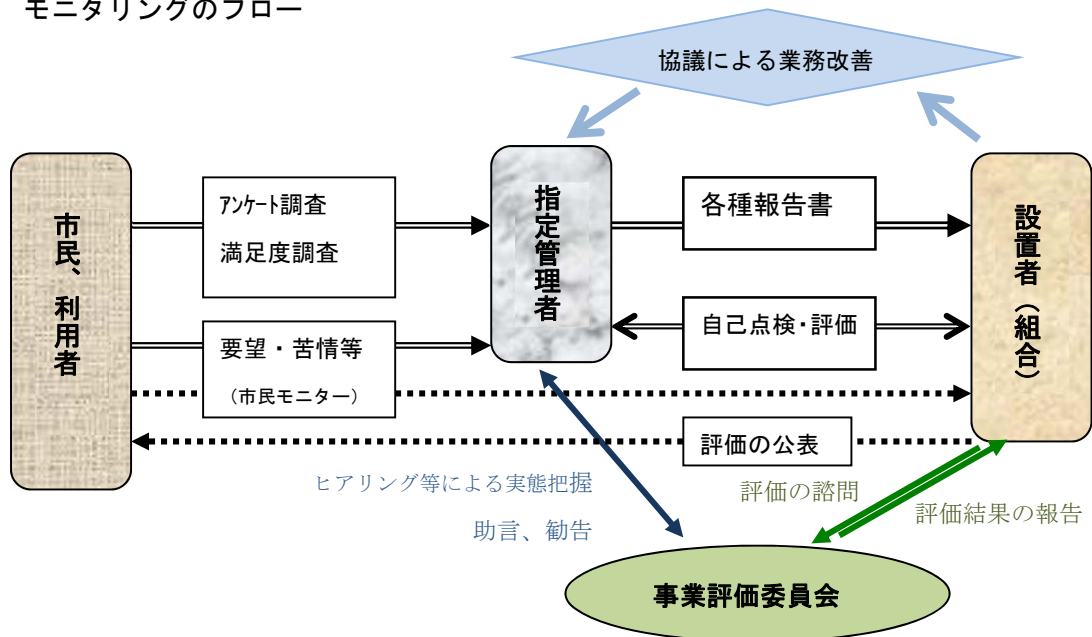 モニタリングのフロー
協議による業務改善
市民、利用者
アンケート調査
満足度調査
要望・苦情等
(市民モニター)
指定管理者
各種報告書
自己点検・評価
設置者(組合)
評価の公表
ヒアリング等による実態把握
助言、勧告
評価の諮問
評価結果の報告
事業評価委員会